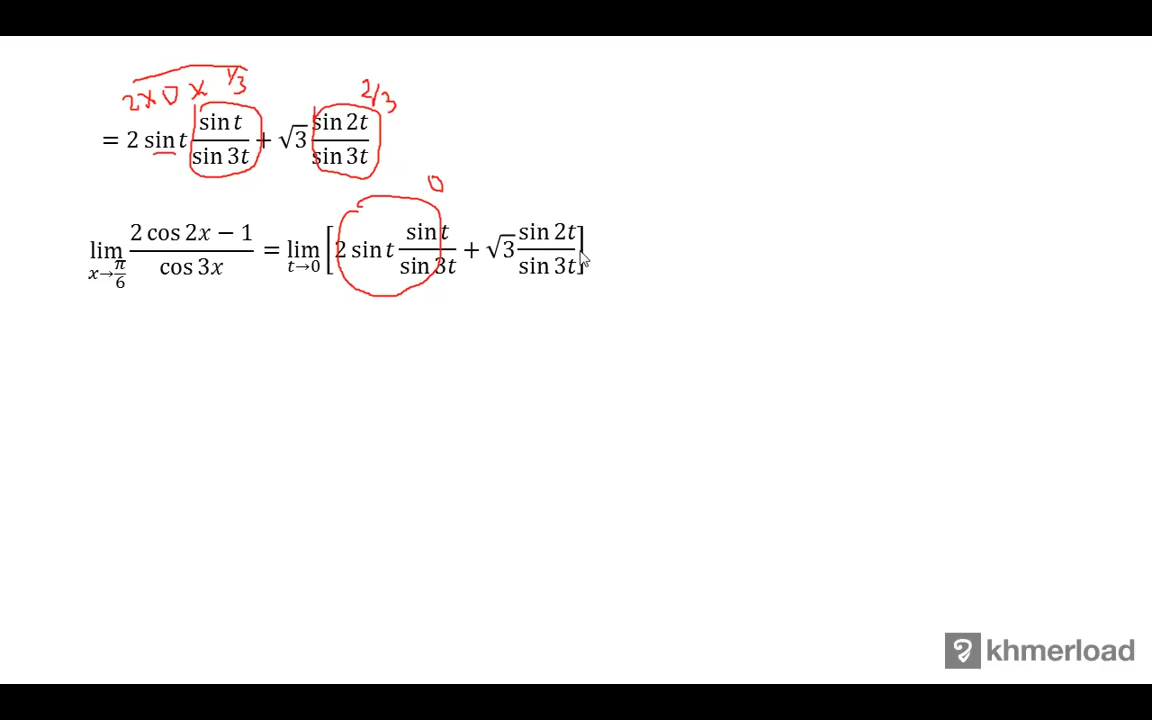 2×0 × 1/3
2/3
= 2 sin t sin t / sin 3t + √3 sin 2t / sin 3t
0
lim x→π/6 2 cos 2x − 1 / cos 3x = lim t→0 [2 sin t sin t / sin 3t + √3 sin 2t / sin 3t]
khmerload